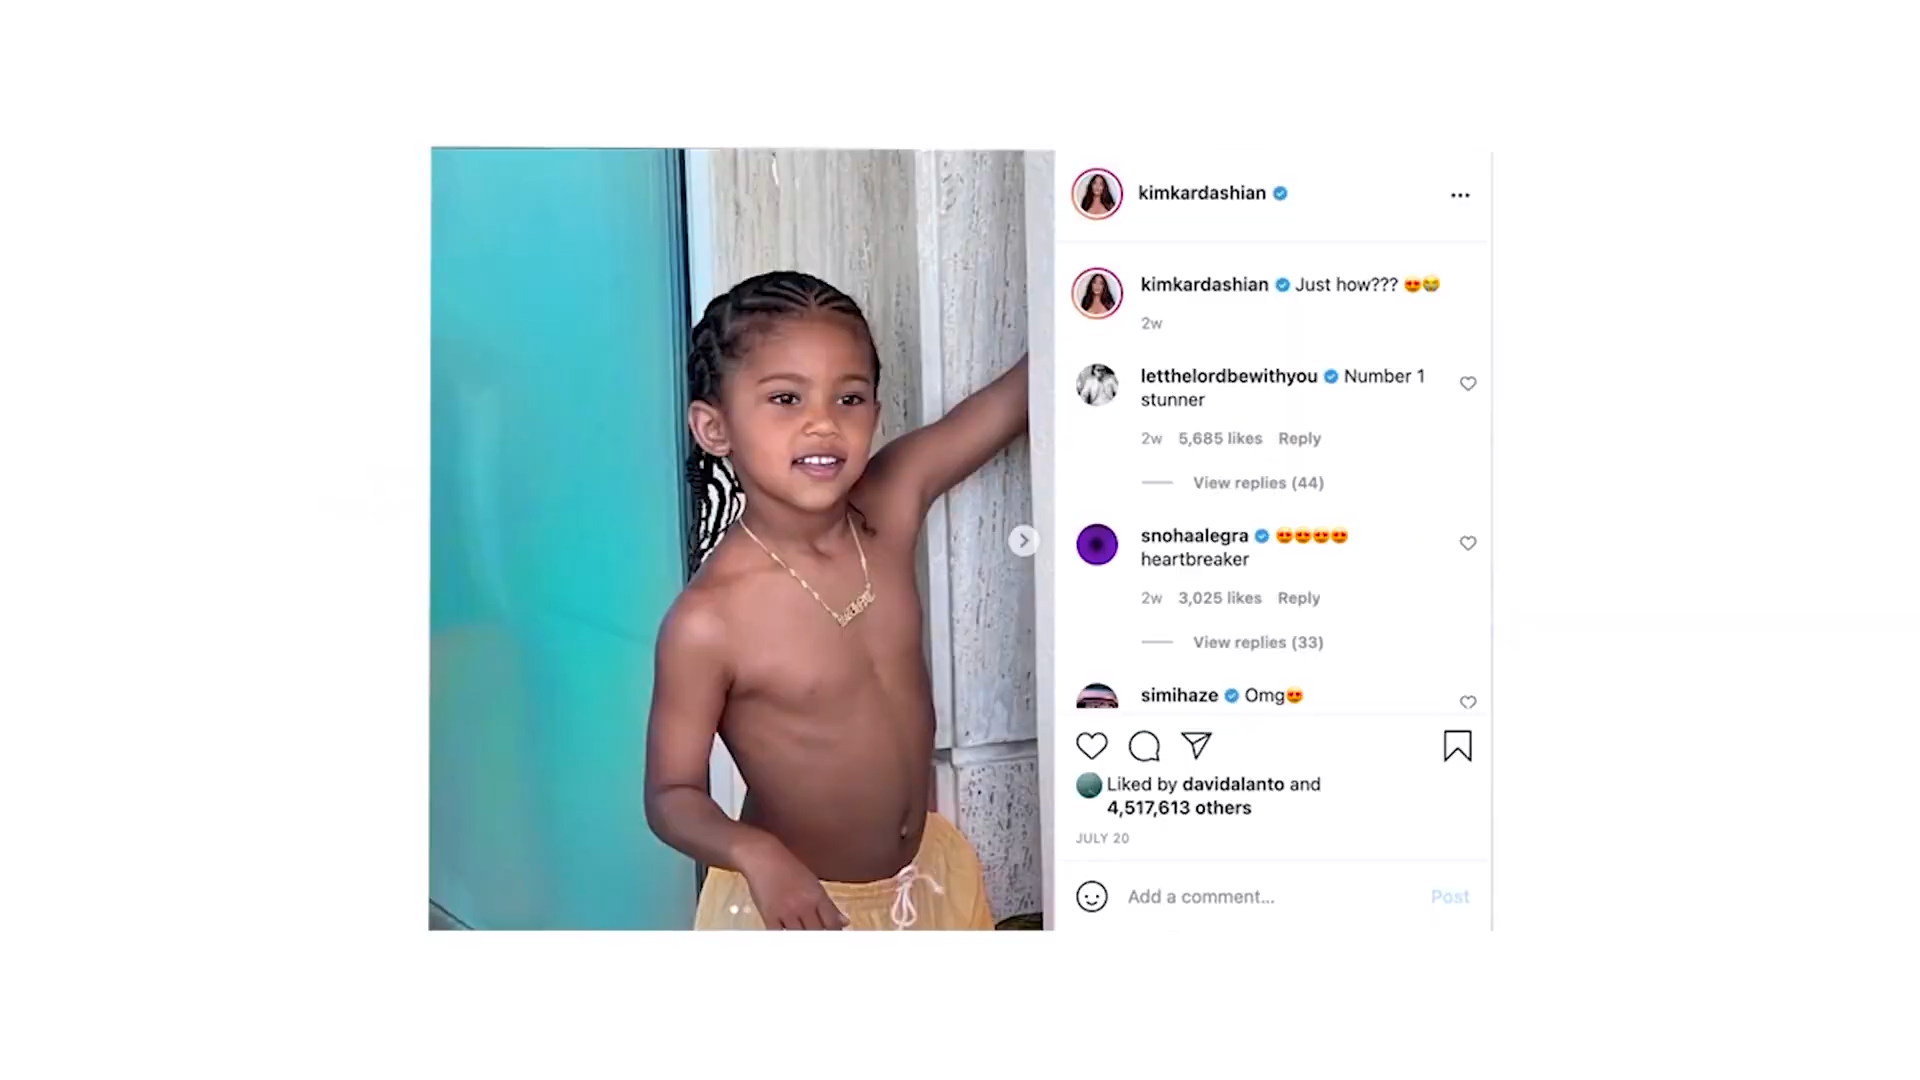 kimkardashian
kimkardashian Just how??? 😍😭
2w
letthelordbewithyou Number 1
stunner
2w 5,685 likes Reply
View replies (44)
snohaalegra 😍😍😍😍
heartbreaker
2w 3,025 likes Reply
View replies (33)
simihaze Omg😍
Liked by davidalanto and
4,517,613 others
JULY 20
Add a comment... Post